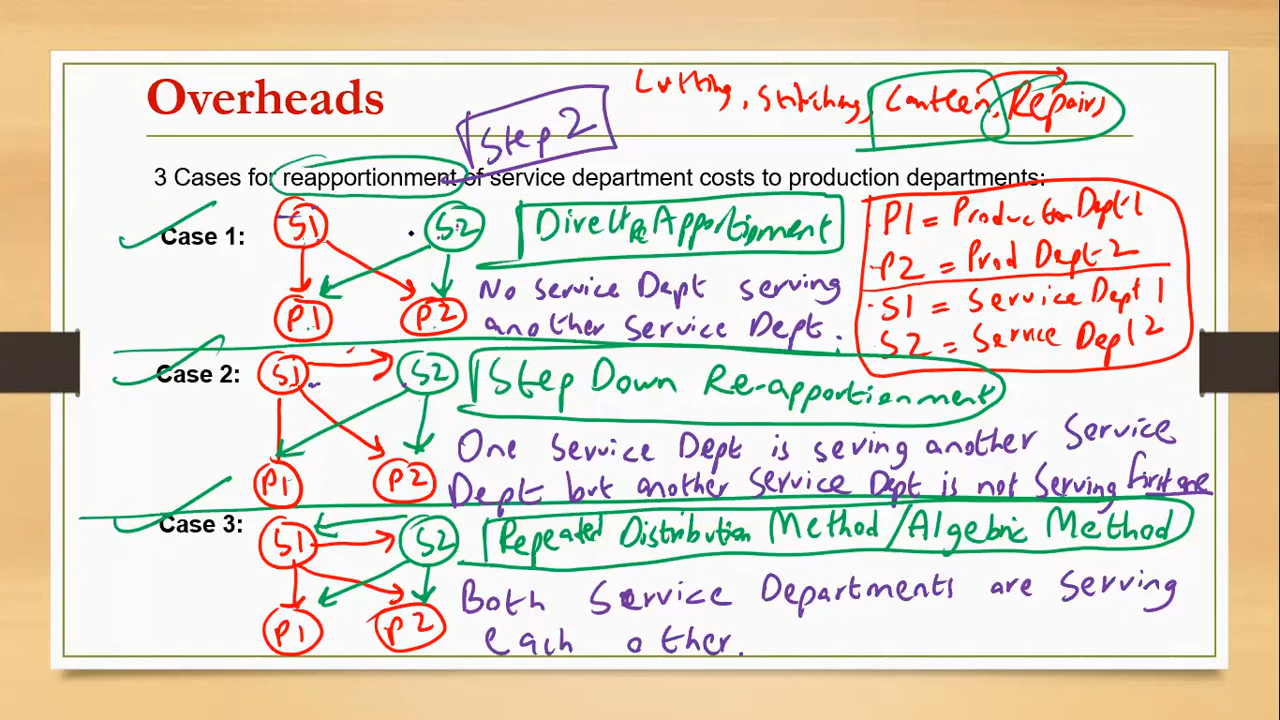 Overheads
Cutting, Stitching, Canteen, Repairs
Step 2
3 Cases for reapportionment of service department costs to production departments:
Case 1:
S1 S2
P1 P2
Direct Re Apportionment
No Service Dept serving
another Service Dept.
P1 = Production Dept 1
P2 = Prod Dept 2
S1 = Service Dept 1
S2 = Service Dept 2
Case 2:
S1 S2
P1 P2
Step Down Re-apportionment
One Service Dept is seving another Service
Dept but another Service Dept is not Serving first one
Case 3:
S1 S2
P1 P2
Repeated Distribution Method / Algebric Method
Both Service Departments are Serving
each other.